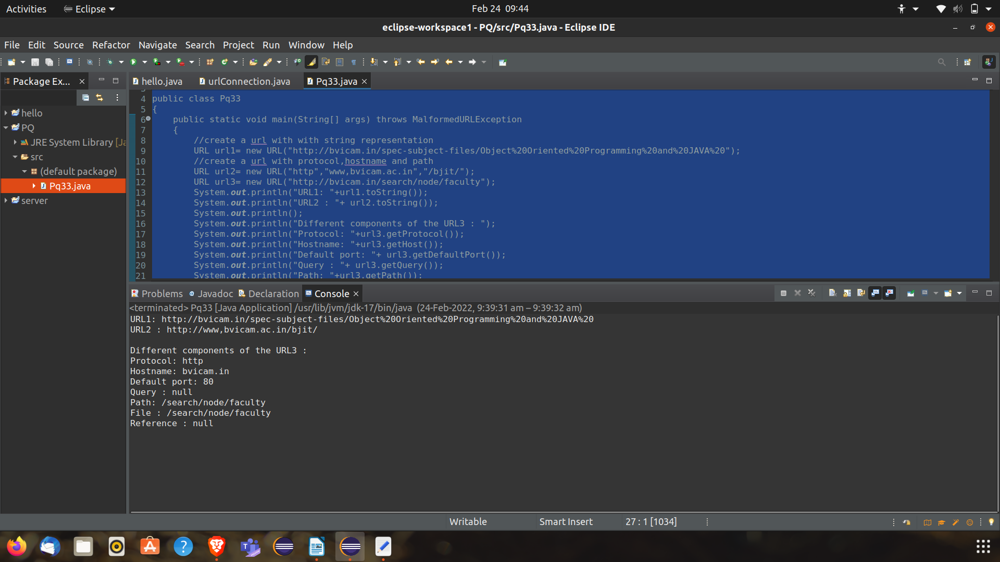 Activities Eclipse Feb 24 09:44
eclipse-workspace1 - PQ/src/Pq33.java - Eclipse IDE
File Edit Source Refactor Navigate Search Project Run Window Help
Package Ex... hello.java urlConnection.java Pq33.java
hello
PQ
JRE System Library [Ja
src
(default package)
Pq33.java
server
4 public class Pq33
5 {
6 public static void main(String[] args) throws MalformedURLException
7 {
8 //create a url with with string representation
9 URL url1= new URL("http://bvicam.in/spec-subject-files/Object%20Oriented%20Programming%20and%20JAVA%20");
10 //create a url with protocol,hostname and path
11 URL url2= new URL("http","www,bvicam.ac.in","/bjit/");
12 URL url3= new URL("http://bvicam.in/search/node/faculty");
13 System.out.println("URL1: "+url1.toString());
14 System.out.println("URL2 : "+ url2.toString());
15 System.out.println();
16 System.out.println("Different components of the URL3 : ");
17 System.out.println("Protocol: "+url3.getProtocol());
18 System.out.println("Hostname: "+url3.getHost());
19 System.out.println("Default port: "+ url3.getDefaultPort());
20 System.out.println("Query : "+ url3.getQuery());
21 System.out.println("Path: "+url3.getPath());
Problems Javadoc Declaration Console
<terminated> Pq33 [Java Application] /usr/lib/jvm/jdk-17/bin/java (24-Feb-2022, 9:39:31 am – 9:39:32 am)
URL1: http://bvicam.in/spec-subject-files/Object%20Oriented%20Programming%20and%20JAVA%20
URL2 : http://www,bvicam.ac.in/bjit/
Different components of the URL3 :
Protocol: http
Hostname: bvicam.in
Default port: 80
Query : null
Path: /search/node/faculty
File : /search/node/faculty
Reference : null
Writable Smart Insert 27 : 1 [1034]